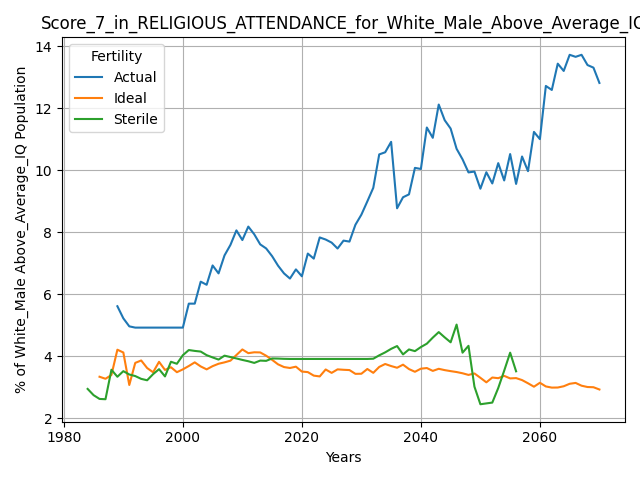 Score_7_in_RELIGIOUS_ATTENDANCE_for_White_Male_Above_Average_IQ
Fertility
Actual
Ideal
Sterile
% of White_Male Above_Average_IQ Population
14
12
10
8
6
4
2
1980
2000
2020
2040
2060
Years